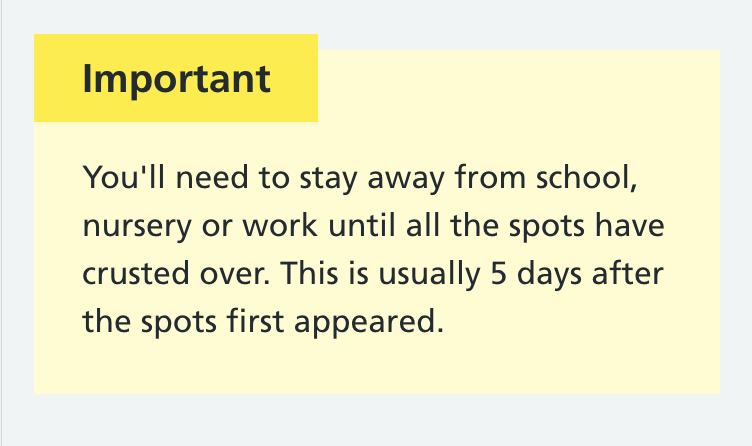 Important
You'll need to stay away from school,
nursery or work until all the spots have
crusted over. This is usually 5 days after
the spots first appeared.